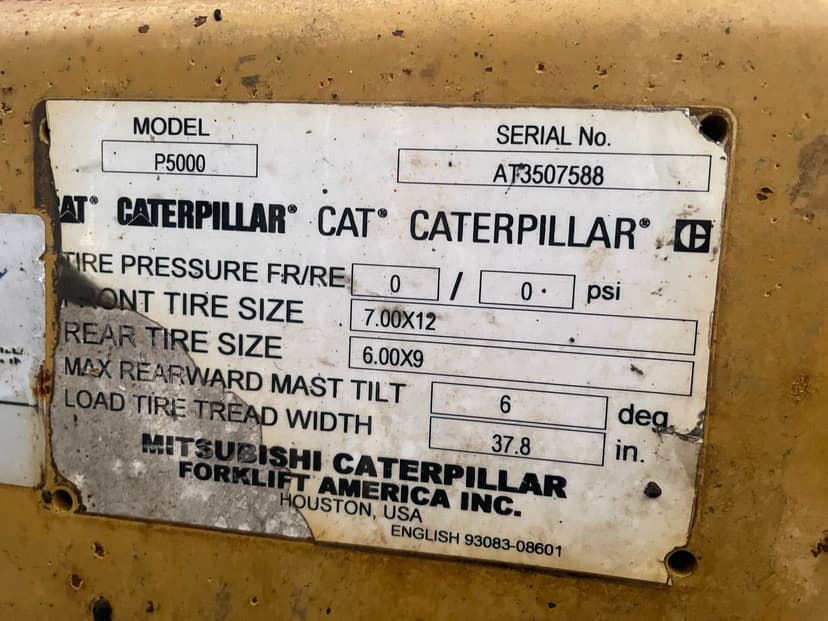 MODEL SERIAL No.
P5000 AT3507588
CAT® CATERPILLAR® CAT® CATERPILLAR®
TIRE PRESSURE FR/RE 0 / 0 psi
FRONT TIRE SIZE 7.00X12
REAR TIRE SIZE 6.00X9
MAX REARWARD MAST TILT 6 deg
LOAD TIRE TREAD WIDTH 37.8 in.
MITSUBISHI CATERPILLAR
FORKLIFT AMERICA INC.
HOUSTON, USA
ENGLISH 93083-08601